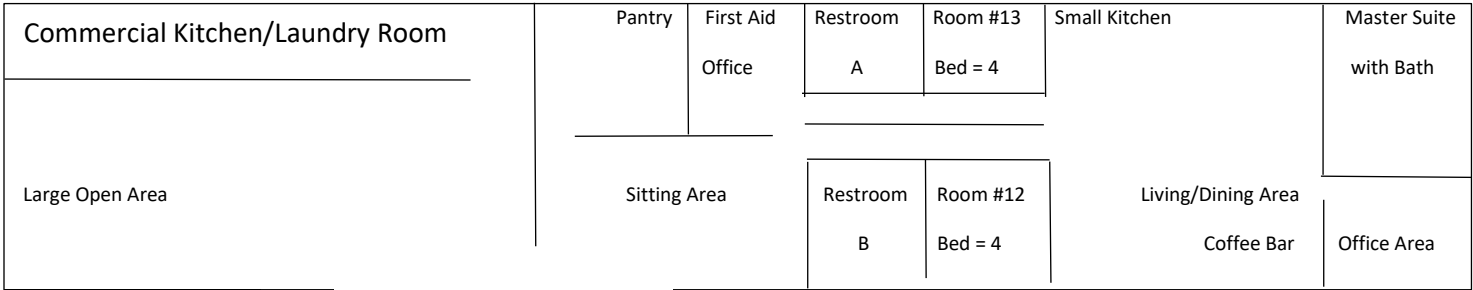 Commercial Kitchen/Laundry Room
Pantry
First Aid
Office
Restroom
A
Room #13
Bed = 4
Small Kitchen
Master Suite
with Bath
Large Open Area
Sitting Area
Restroom
B
Room #12
Bed = 4
Living/Dining Area
Coffee Bar
Office Area